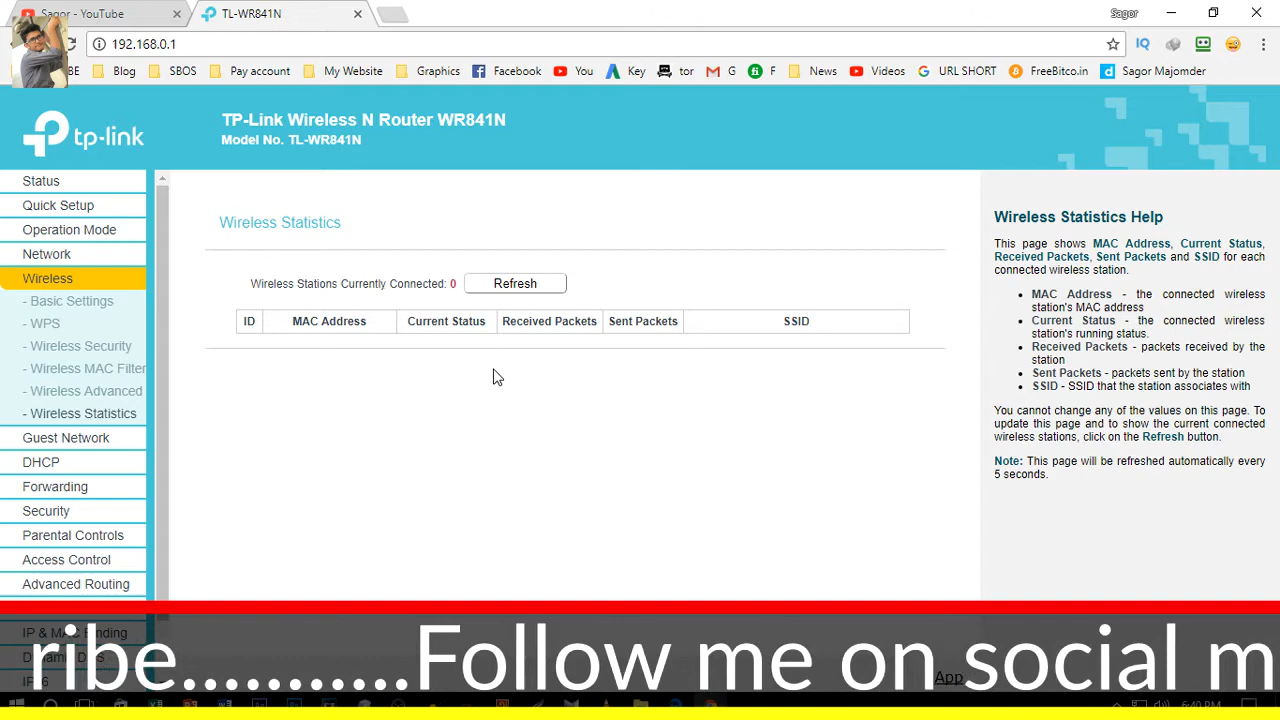 Sagor - YouTube
TL-WR841N
Sagor
192.168.0.1
BE
Blog
SBOS
Pay account
My Website
Graphics
Facebook
You
Key
tor
G
F
News
Videos
URL SHORT
FreeBitco.in
Sagor Majomder
tp-link
TP-Link Wireless N Router WR841N
Model No. TL-WR841N
Status
Quick Setup
Operation Mode
Network
Wireless
- Basic Settings
- WPS
- Wireless Security
- Wireless MAC Filter
- Wireless Advanced
- Wireless Statistics
Guest Network
DHCP
Forwarding
Security
Parental Controls
Access Control
Advanced Routing
IP & MAC Binding
Wireless Statistics
Wireless Stations Currently Connected: 0 Refresh
ID MAC Address Current Status Received Packets Sent Packets SSID
Wireless Statistics Help
This page shows MAC Address, Current Status,
Received Packets, Sent Packets and SSID for each
connected wireless station.
• MAC Address - the connected wireless
station's MAC address
• Current Status - the connected wireless
station's running status.
• Received Packets - packets received by the
station
• Sent Packets - packets sent by the station
• SSID - SSID that the station associates with
You cannot change any of the values on this page. To
update this page and to show the current connected
wireless stations, click on the Refresh button.
Note: This page will be refreshed automatically every
5 seconds.
ribe...........Follow me on social m
App
6:40 PM